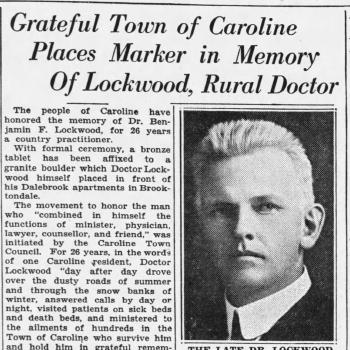 Grateful Town of Caroline
Places Marker in Memory
Of Lockwood, Rural Doctor
The people of Caroline have
honored the memory of Dr. Ben-
jamin F. Lockwood, for 26 years
a country practitioner.
With formal ceremony, a bronze
tablet has been affixed to a
granite boulder which Doctor Lock-
wood himself placed in front of
his Dalebrook apartments in Brook-
tondale.
The movement to honor the man
who "combined in himself the
functions of minister, physician,
lawyer, counsellor, and friend," was
initiated by the Caroline Town
Council. For 26 years, in the words
of one Caroline president, Doctor
Lockwood "day after day drove
over the dusty roads of summer
and through the snow banks of
winter, answered calls by day or
night, visited patients on sick beds
and death beds, and ministered to
the ailments of hundreds in the
Town of Caroline who survive him
and hold him in grateful remem-
THE LATE DR. LOCKWOOD